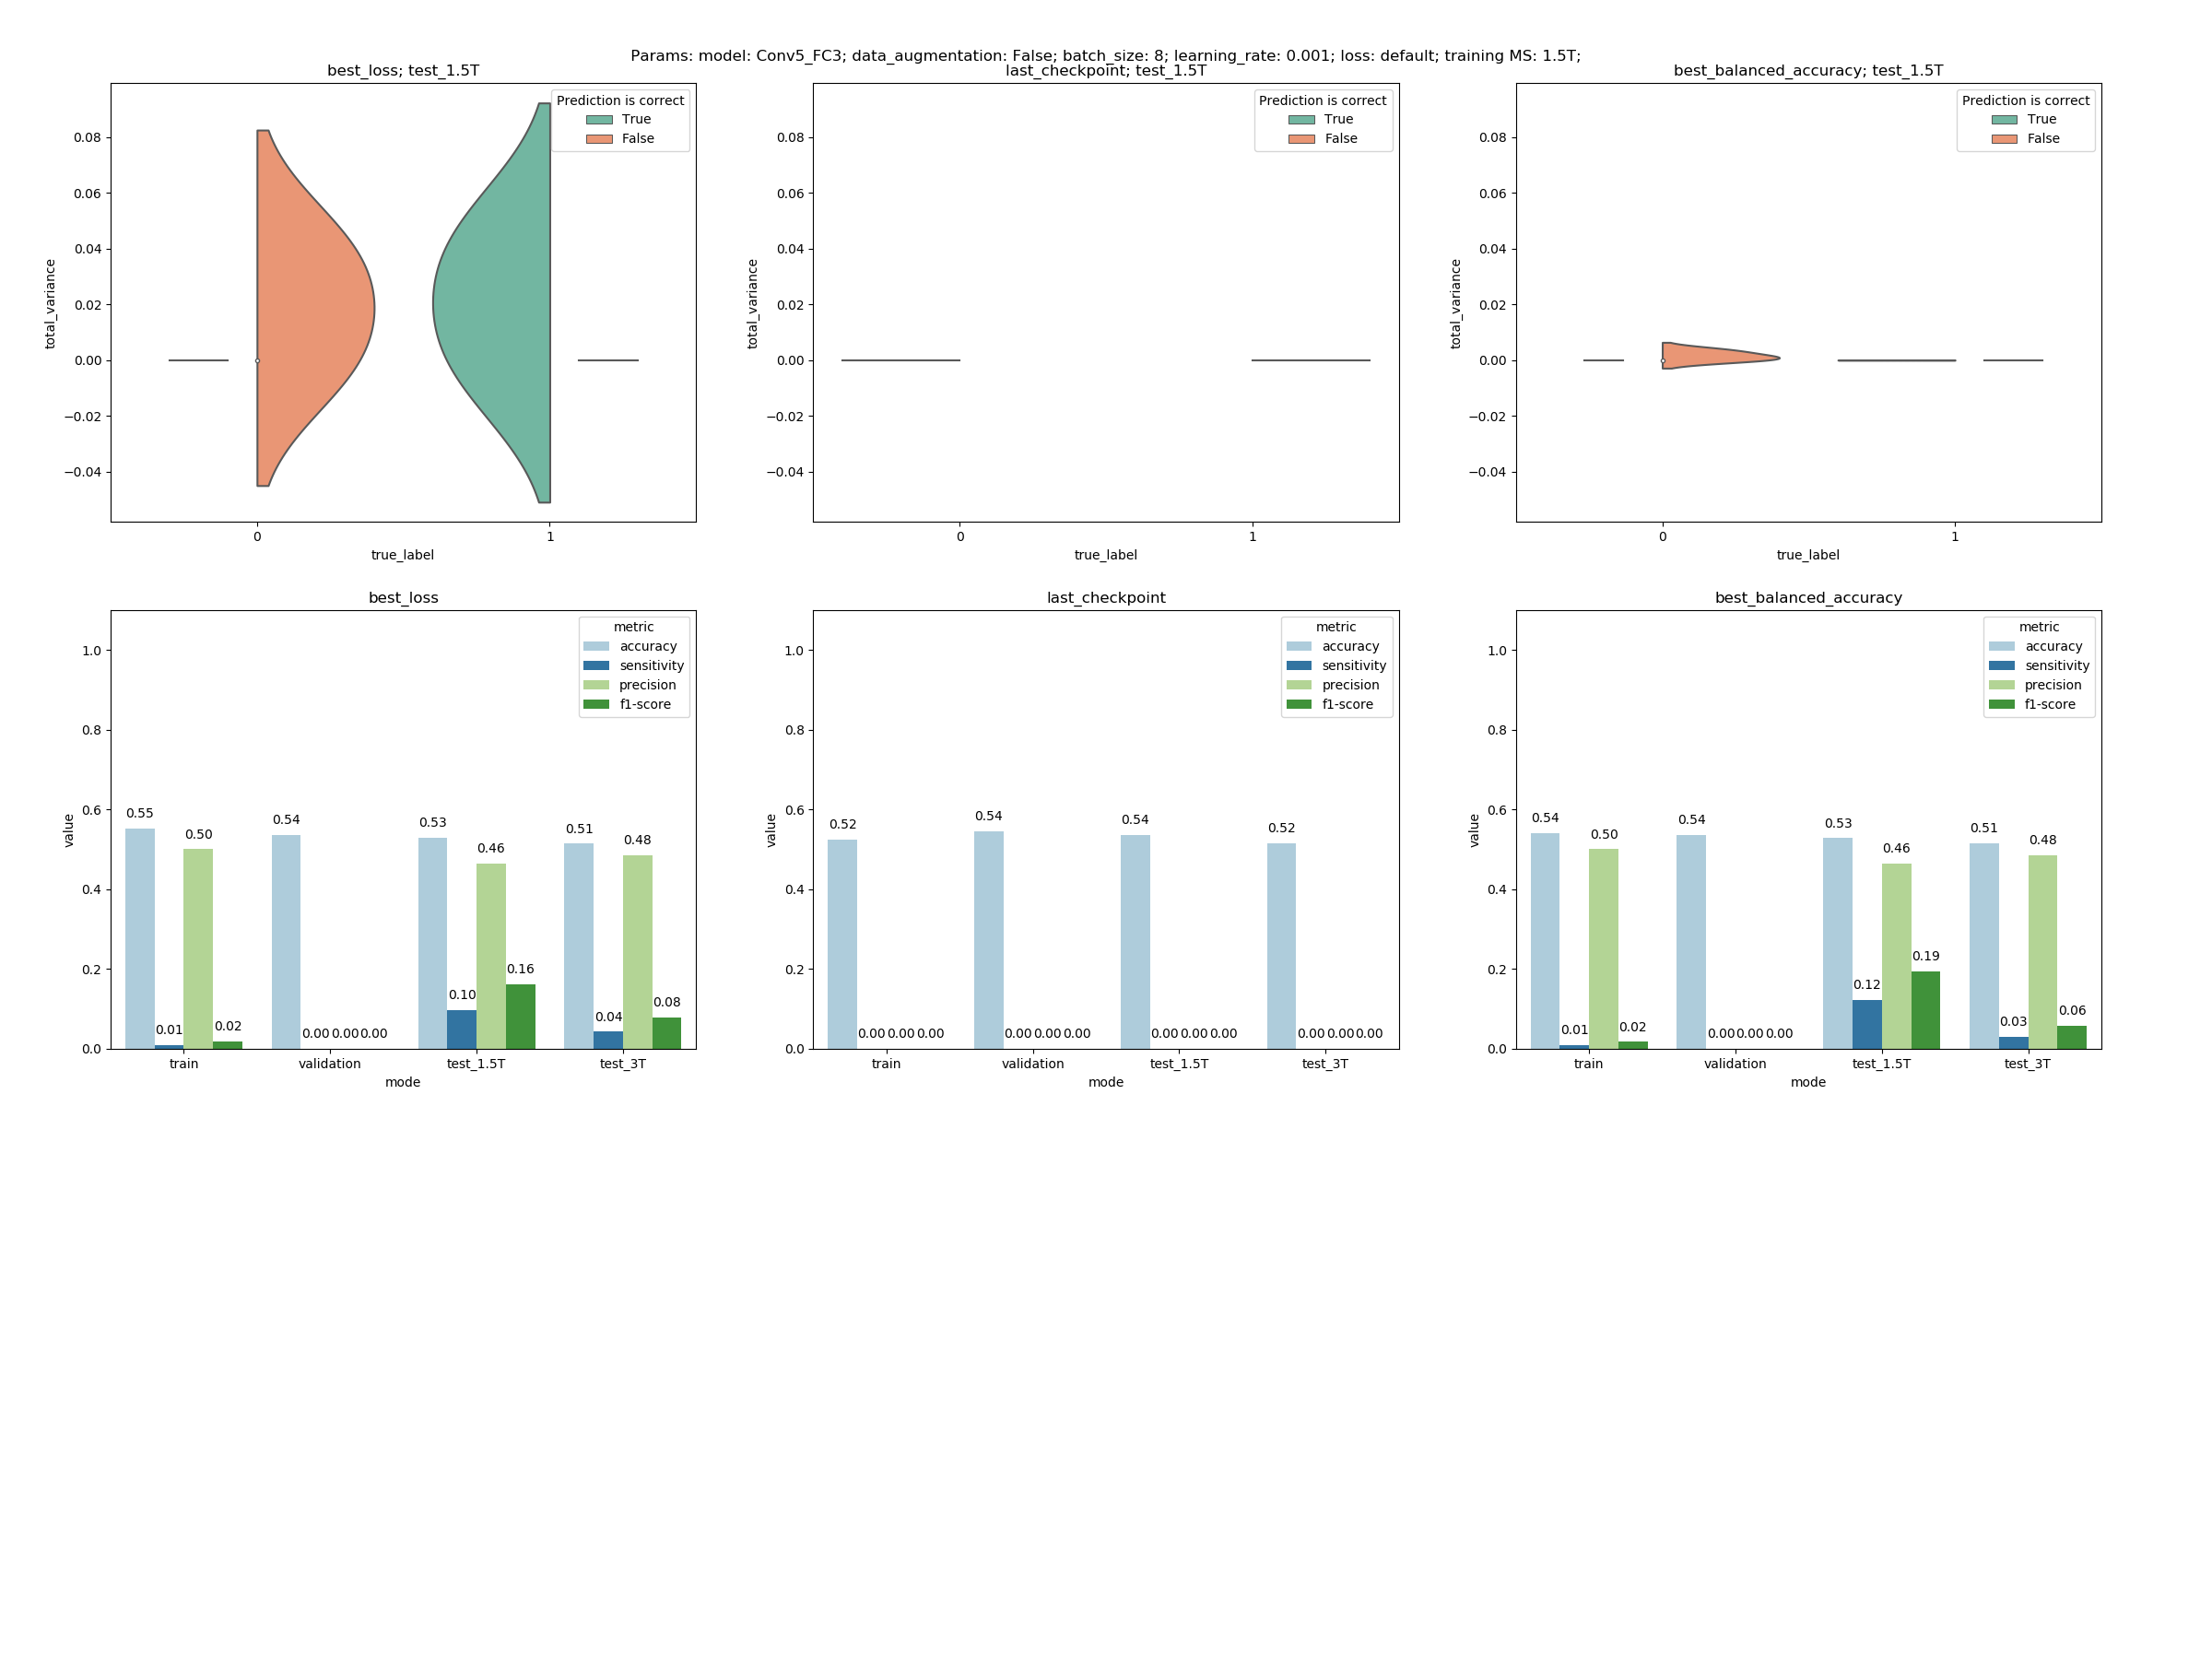 Params: model: Conv5_FC3; data_augmentation: False; batch_size: 8; learning_rate: 0.001; loss: default; training MS: 1.5T;
best_loss; test_1.5T
Prediction is correct
True
False
0.08
0.06
0.04
0.02
0.00
−0.02
−0.04
total_variance
0 1
true_label
last_checkpoint; test_1.5T
Prediction is correct
True
False
0.08
0.06
0.04
0.02
0.00
−0.02
−0.04
total_variance
0 1
true_label
best_balanced_accuracy; test_1.5T
Prediction is correct
True
False
0.08
0.06
0.04
0.02
0.00
−0.02
−0.04
total_variance
0 1
true_label
best_loss
metric
accuracy
sensitivity
precision
f1-score
1.0
0.8
0.6
0.4
0.2
0.0
value
0.55 0.01 0.50 0.02
0.54 0.00 0.00 0.00
0.53 0.10 0.46 0.16
0.51 0.04 0.48 0.08
train validation test_1.5T test_3T
mode
last_checkpoint
metric
accuracy
sensitivity
precision
f1-score
1.0
0.8
0.6
0.4
0.2
0.0
value
0.52 0.00 0.00 0.00
0.54 0.00 0.00 0.00
0.54 0.00 0.00 0.00
0.52 0.00 0.00 0.00
train validation test_1.5T test_3T
mode
best_balanced_accuracy
metric
accuracy
sensitivity
precision
f1-score
1.0
0.8
0.6
0.4
0.2
0.0
value
0.54 0.01 0.50 0.02
0.54 0.00 0.00 0.00
0.53 0.12 0.46 0.19
0.51 0.03 0.48 0.06
train validation test_1.5T test_3T
mode